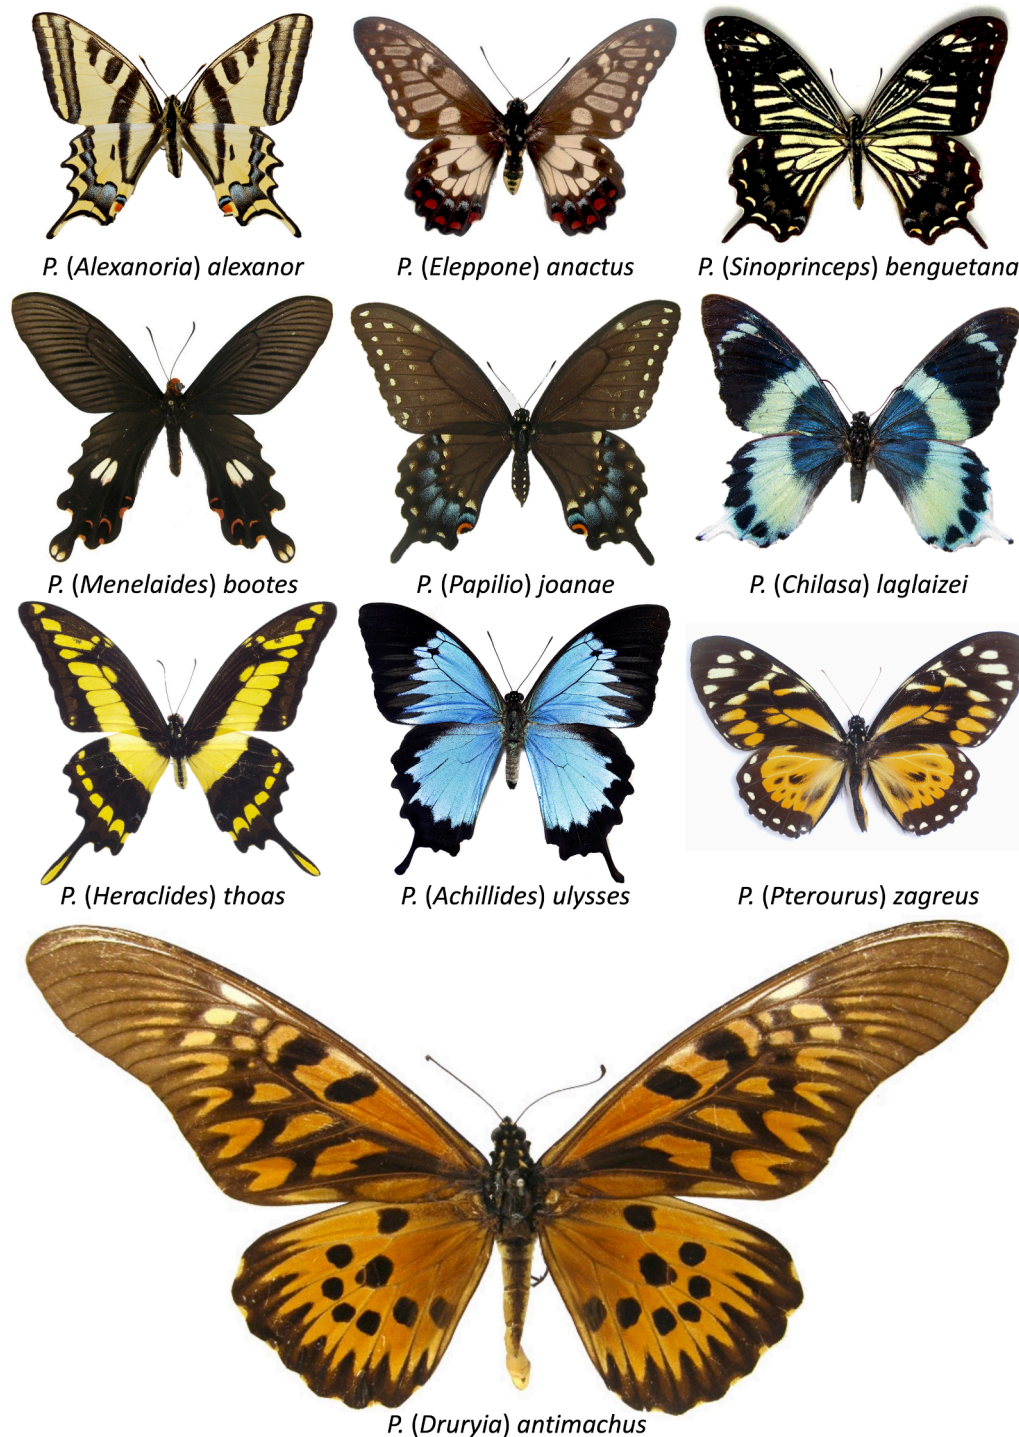 P. (Alexanoria) alexanor
P. (Eleppone) anactus
P. (Sinoprinceps) benguetana
P. (Menelaides) bootes
P. (Papilio) joanae
P. (Chilasa) laglaizei
P. (Heraclides) thoas
P. (Achillides) ulysses
P. (Pterourus) zagreus
P. (Druryia) antimachus